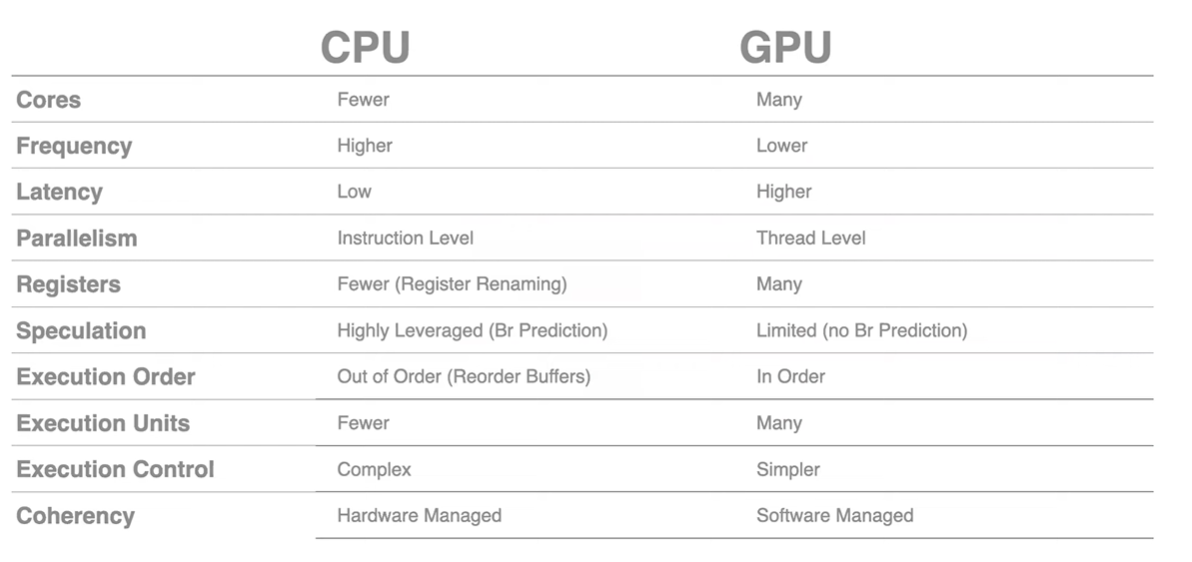 CPU GPU
Cores Fewer Many
Frequency Higher Lower
Latency Low Higher
Parallelism Instruction Level Thread Level
Registers Fewer (Register Renaming) Many
Speculation Highly Leveraged (Br Prediction) Limited (no Br Prediction)
Execution Order Out of Order (Reorder Buffers) In Order
Execution Units Fewer Many
Execution Control Complex Simpler
Coherency Hardware Managed Software Managed